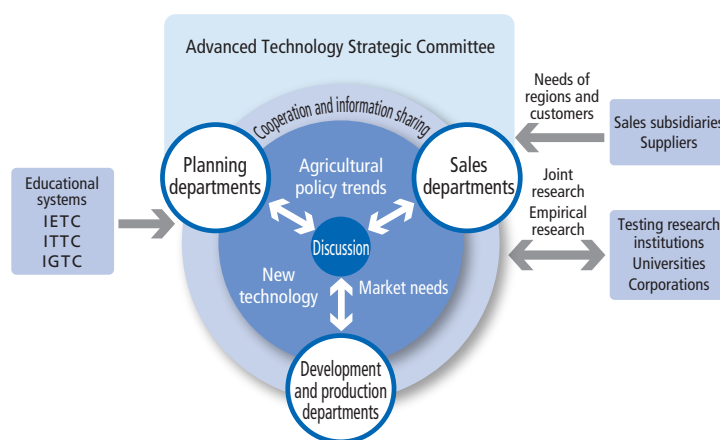 Advanced Technology Strategic Committee
Cooperation and information sharing
Planning
departments
Agricultural
policy trends
Sales
departments
Discussion
New
technology
Market needs
Development
and production
departments
Educational
systems
IETC
ITTC
IGTC
Needs of
regions and
customers
Sales subsidiaries
Suppliers
Joint
research
Empirical
research
Testing research
institutions
Universities
Corporations